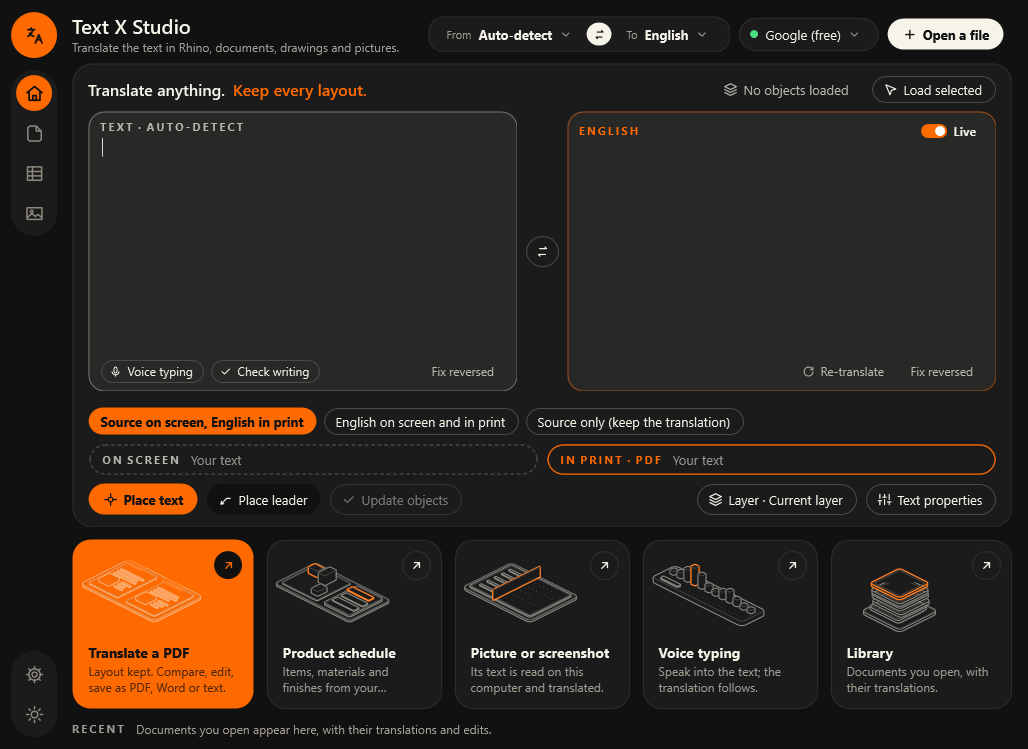 Text X Studio
Translate the text in Rhino, documents, drawings and pictures.
From Auto-detect
To English
Google (free)
Open a file
Translate anything. Keep every layout.
No objects loaded
Load selected
TEXT · AUTO-DETECT
ENGLISH
Live
Voice typing
Check writing
Fix reversed
Re-translate
Fix reversed
Source on screen, English in print
English on screen and in print
Source only (keep the translation)
ON SCREEN Your text
IN PRINT · PDF Your text
Place text
Place leader
Update objects
Layer · Current layer
Text properties
Translate a PDF
Layout kept. Compare, edit,
save as PDF, Word or text.
Product schedule
Items, materials and
finishes from your...
Picture or screenshot
Its text is read on this
computer and translated.
Voice typing
Speak into the text; the
translation follows.
Library
Documents you open, with
their translations.
RECENT Documents you open appear here, with their translations and edits.